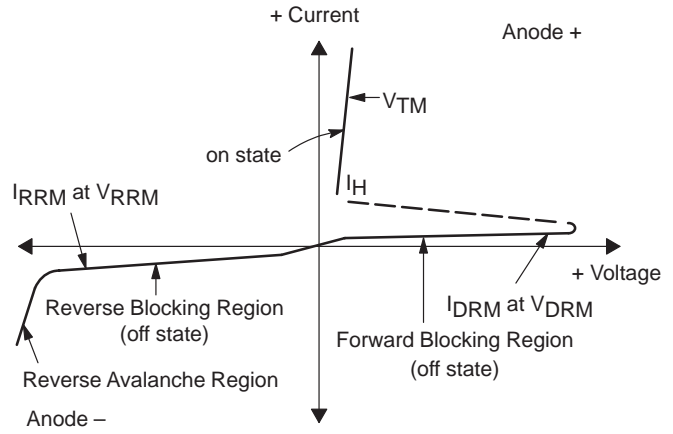 + Current
Anode +
VTM
on state
IH
IRRM at VRRM
+ Voltage
IDRM at VDRM
Reverse Blocking Region
(off state)
Forward Blocking Region
(off state)
Reverse Avalanche Region
Anode –